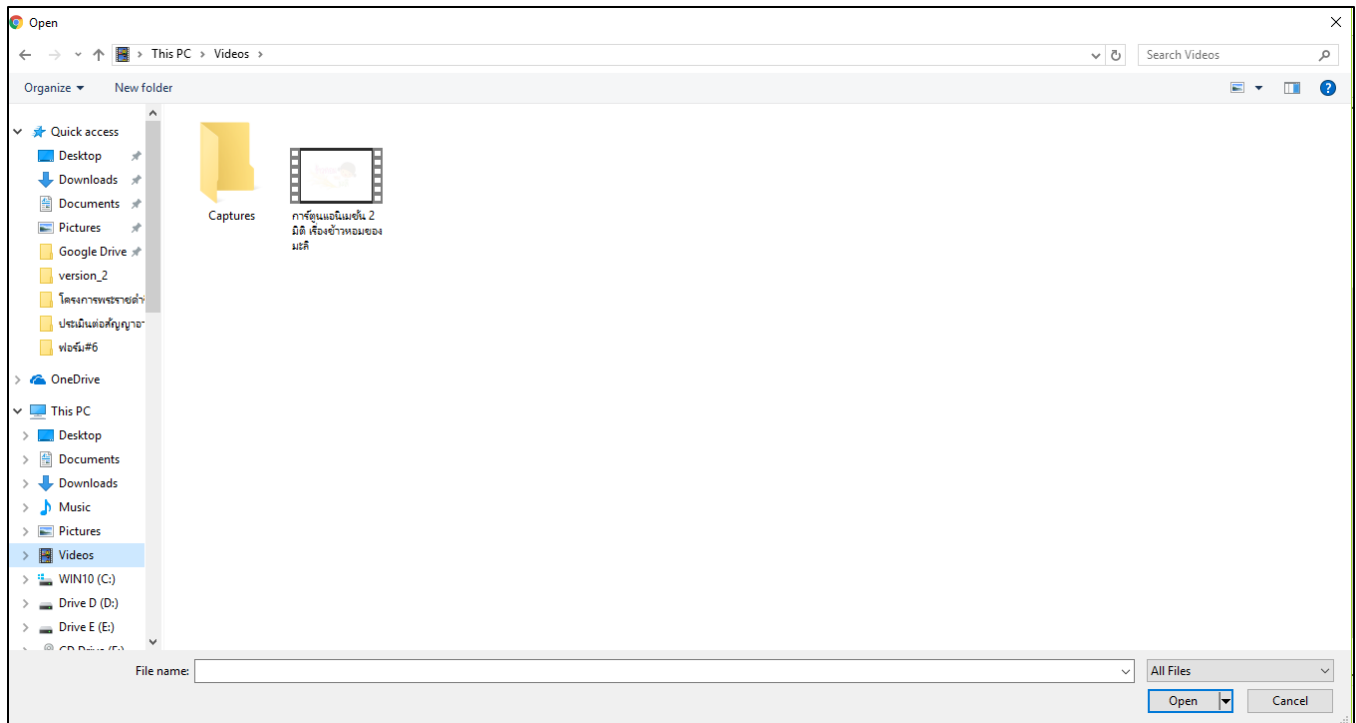 Open
This PC > Videos >
Search Videos
Organize
New folder
Quick access
Desktop
Downloads
Documents
Pictures
Google Drive
version_2
โครงการพระราชดำ
ประเมินต่อสัญญาอา
ฟอร์ม#6
OneDrive
This PC
Desktop
Documents
Downloads
Music
Pictures
Videos
WIN10 (C:)
Drive D (D:)
Drive E (E:)
CD Drive (F:)
Captures
การ์ตูนแอนิเมชั่น 2
มิติ เรื่องข้าวหอมของ
มะลิ
File name:
All Files
Open
Cancel